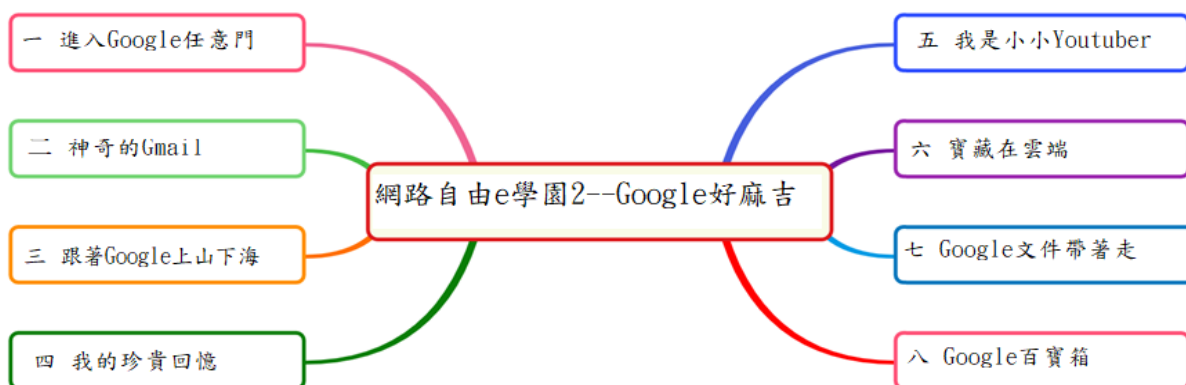 一 進入Google任意門
二 神奇的Gmail
三 跟著Google上山下海
四 我的珍貴回憶
網路自由e學園2--Google好麻吉
五 我是小小Youtuber
六 寶藏在雲端
七 Google文件帶著走
八 Google百寶箱